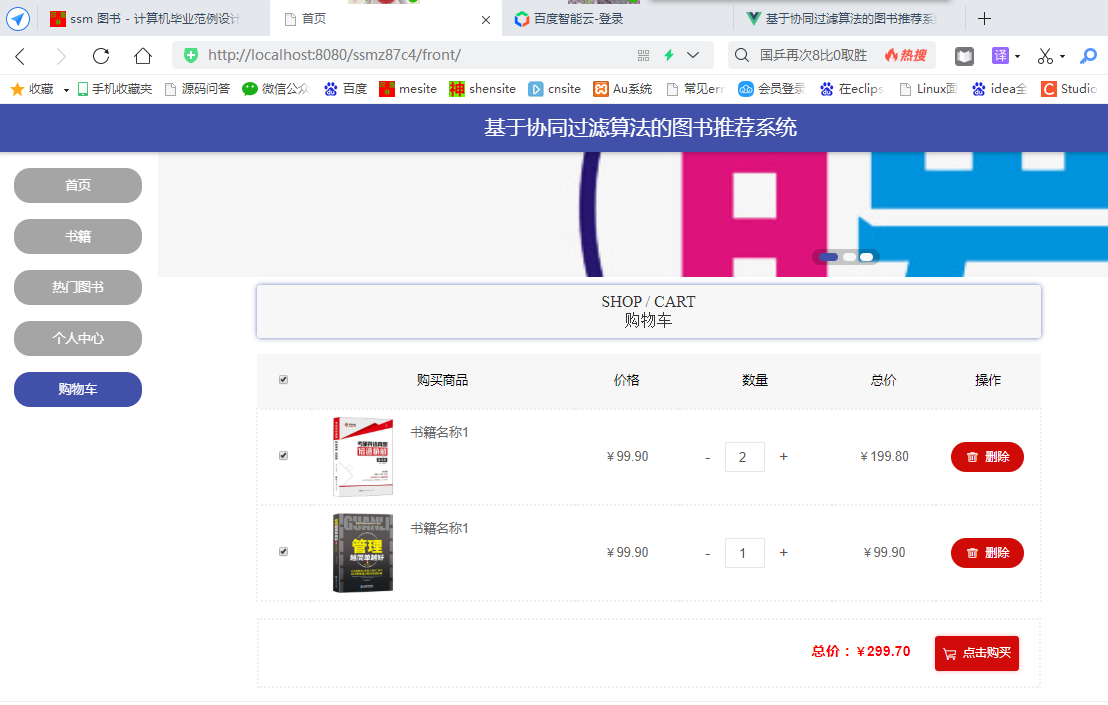 ssm 图书 - 计算机毕业范例设计
首页
百度智能云-登录
基于协同过滤算法的图书推荐系
http://localhost:8080/ssmz87c4/front/
国乒再次8比0取胜
热搜
译
收藏
手机收藏夹
源码问答
微信公众
百度
mesite
神 shensite
cnsite
Au系统
常见err
会员登录
在eclips
Linux面
idea全
Studio
基于协同过滤算法的图书推荐系统
首页
书籍
热门图书
个人中心
购物车
SHOP / CART
购物车
购买商品 价格 数量 总价 操作
书籍名称1
￥99.90 - 2 + ￥199.80 删除
GUANLI
管理
越简单越好
书籍名称1
￥99.90 - 1 + ￥99.90 删除
总价：￥299.70 点击购买